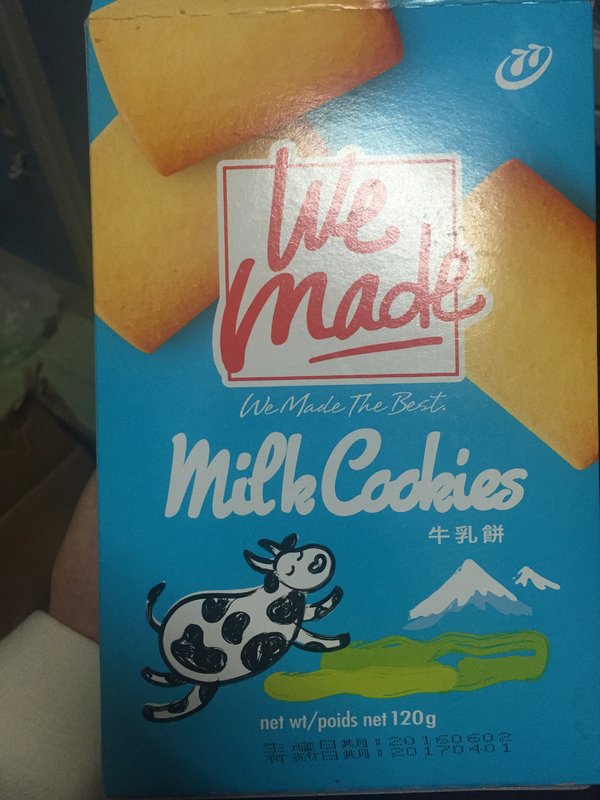 We
made
We Made The Best.
Milk Cookies
牛乳餅
net wt/poids net 120g
20160602
20170401